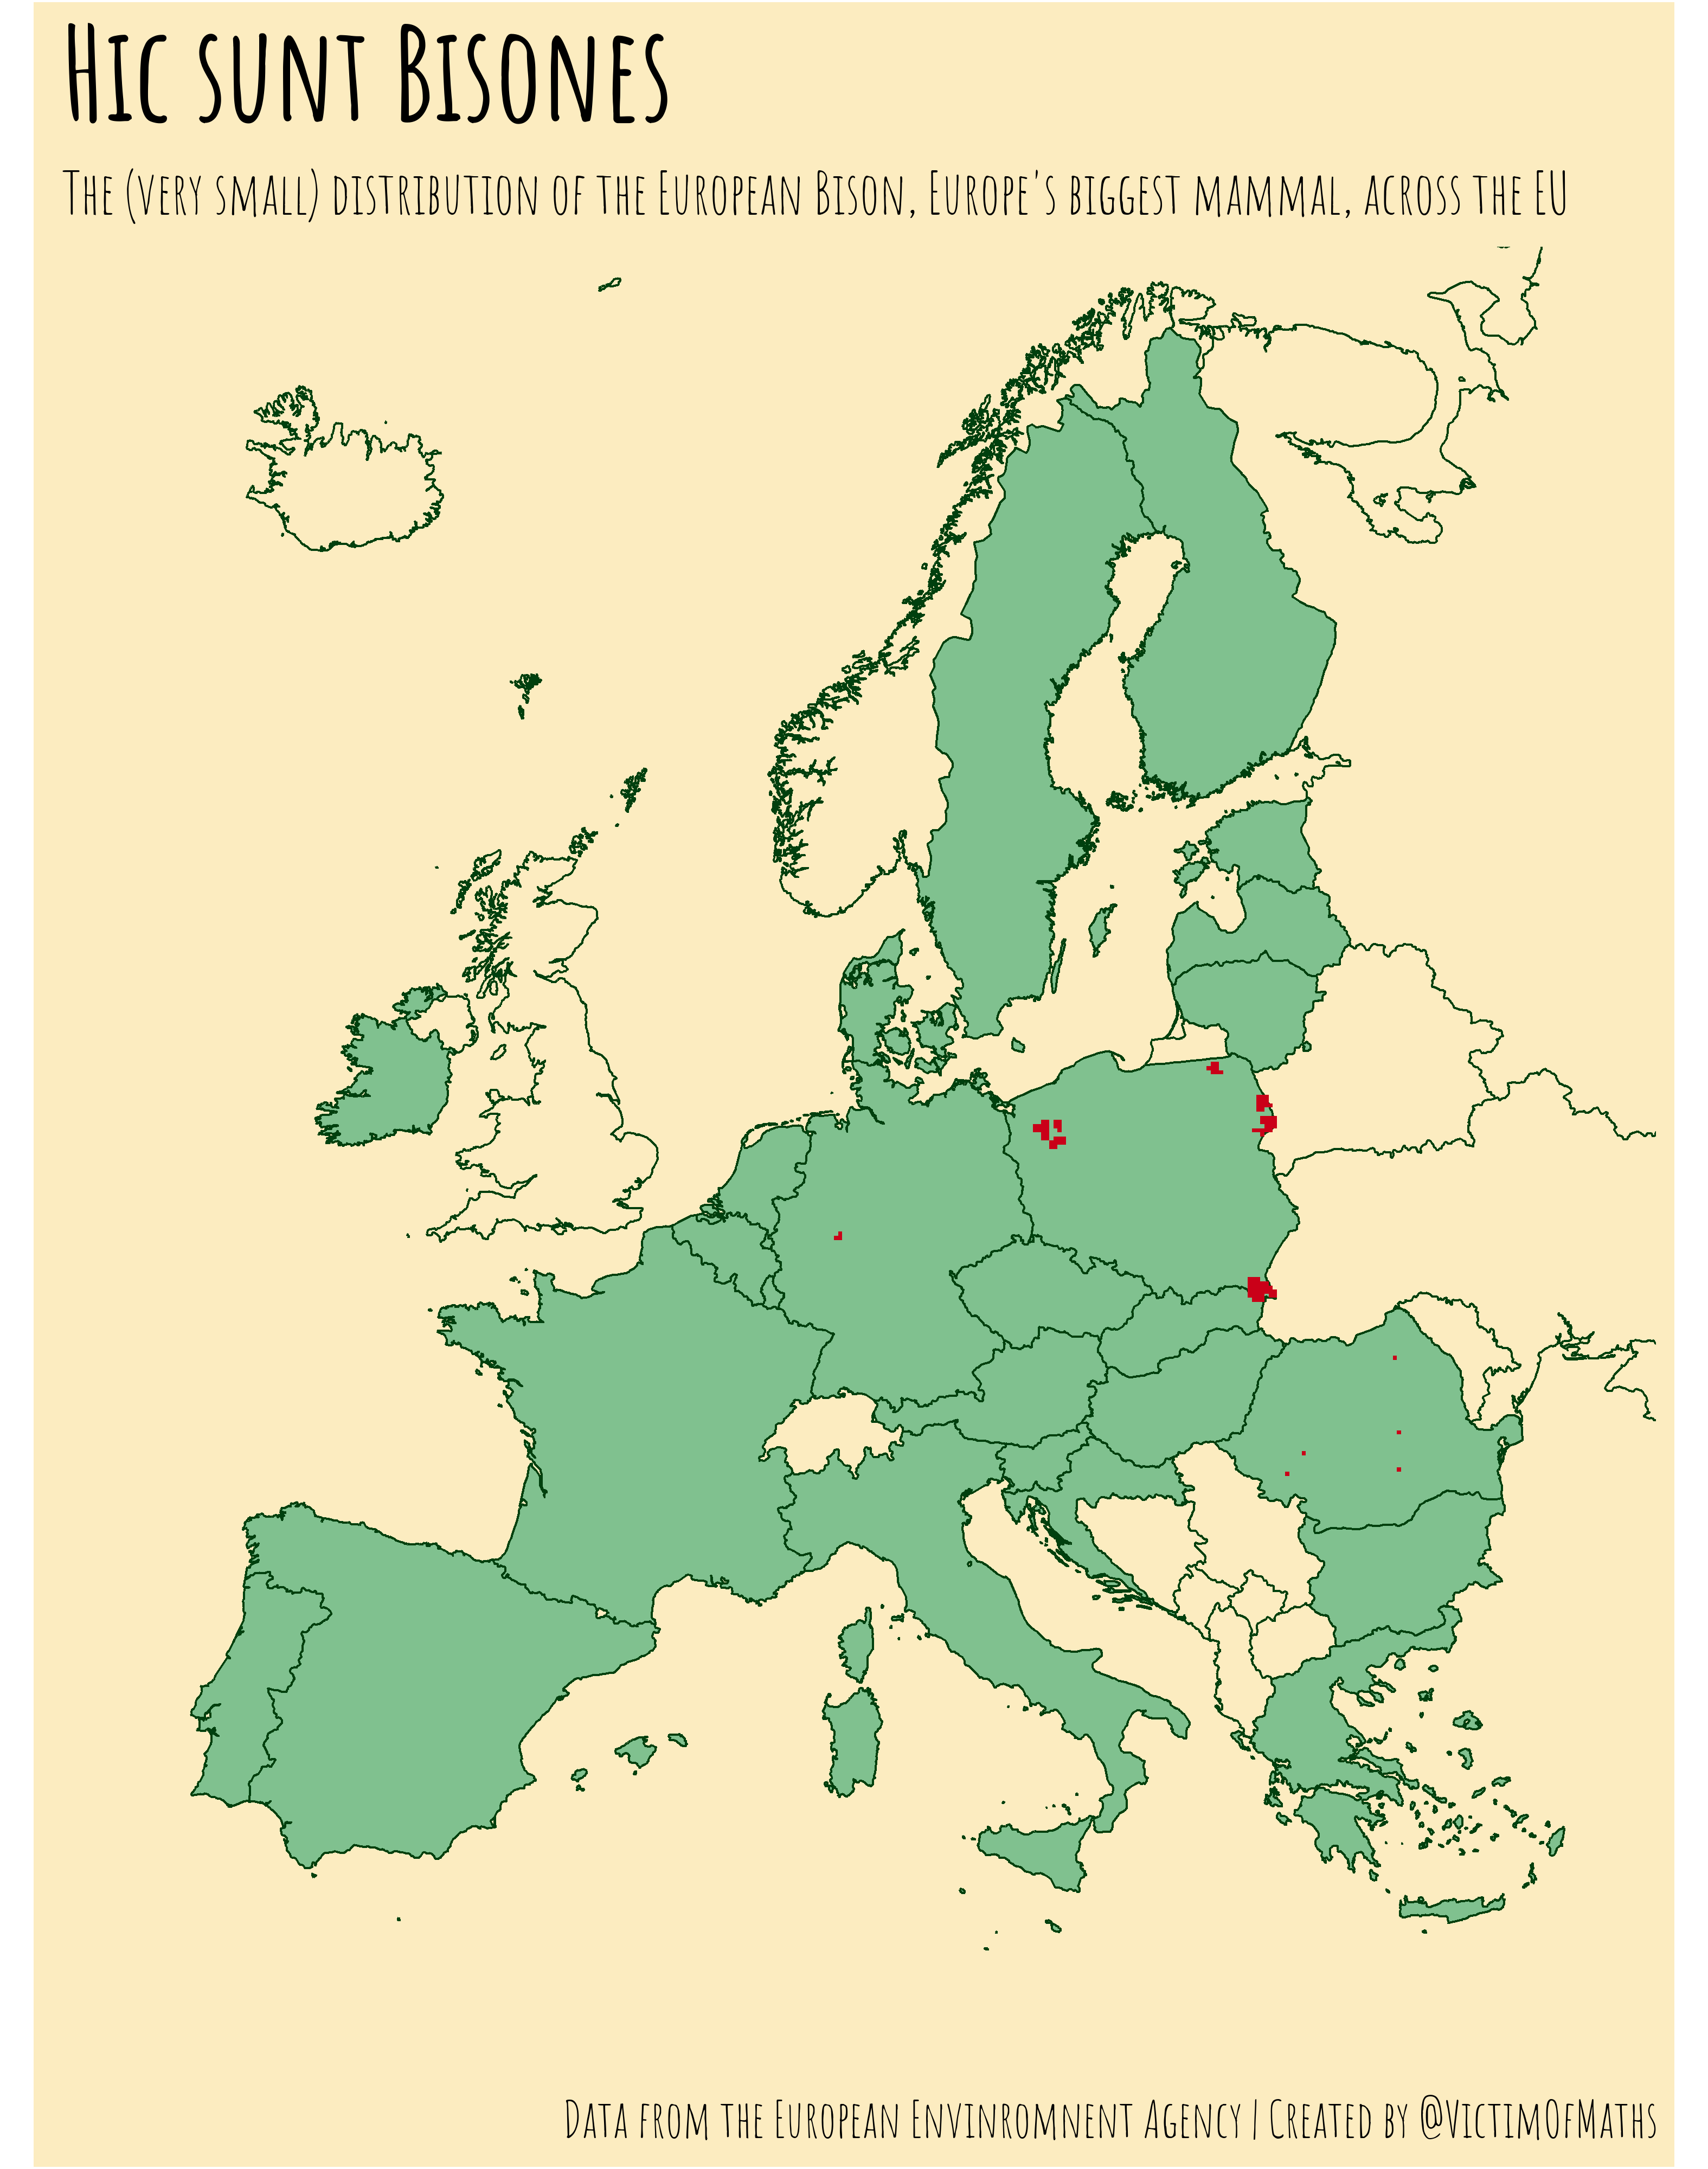 Hic sunt Bisones
The (very small) distribution of the European Bison, Europe's biggest mammal, across the EU
Data from the European Envinromnent Agency | Created by @VictimOfMaths